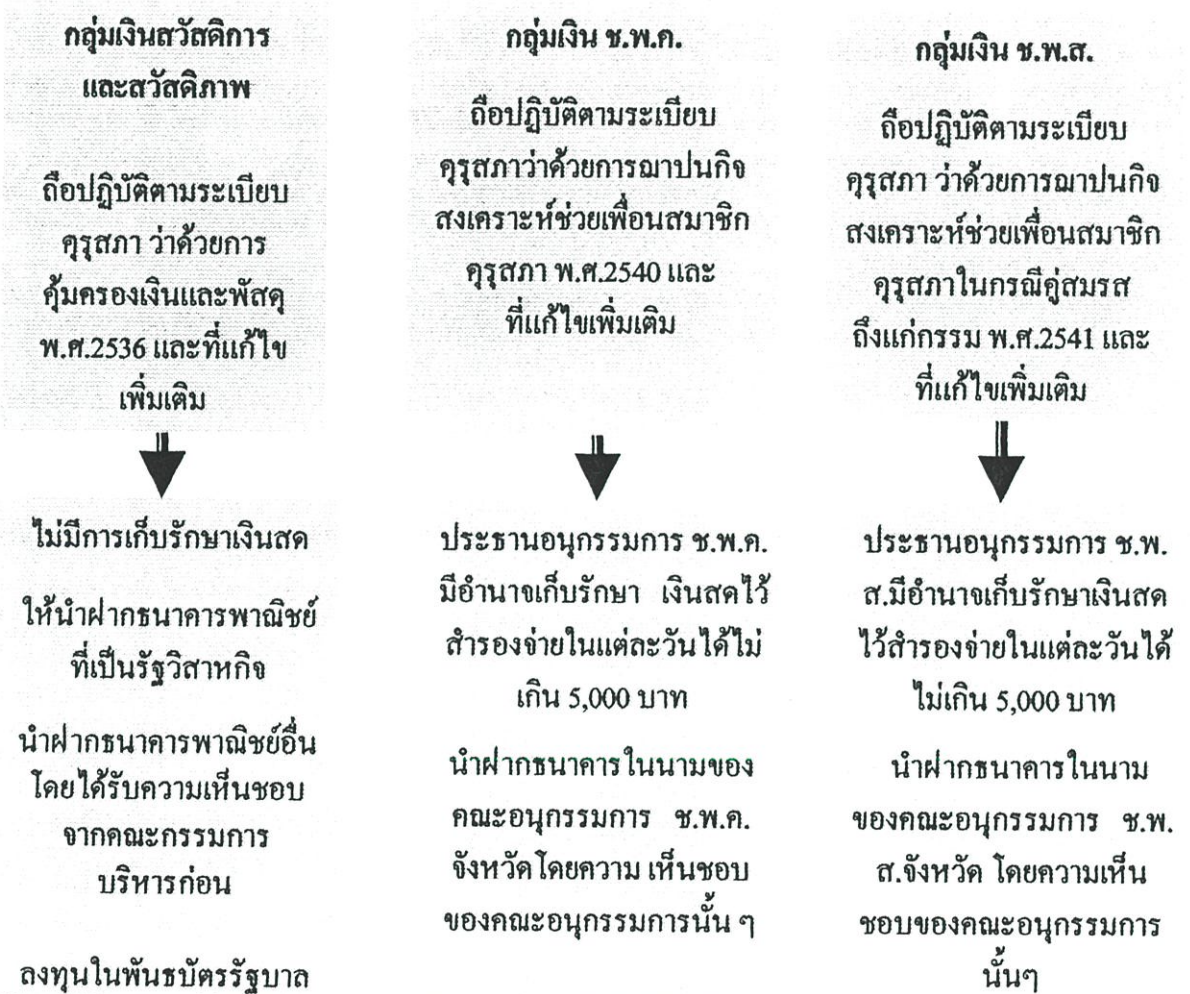 กลุ่มเงินสวัสดิการ
และสวัสดิภาพ
ถือปฏิบัติตามระเบียบ
คุรุสภา ว่าด้วยการ
คุ้มครองเงินและพัสดุ
พ.ศ.2536 และที่แก้ไข
เพิ่มเติม
ไม่มีการเก็บรักษาเงินสด
ให้นำฝากธนาคารพาณิชย์
ที่เป็นรัฐวิสาหกิจ
นำฝากธนาคารพาณิชย์อื่น
โดยได้รับความเห็นชอบ
จากคณะกรรมการ
บริหารก่อน
ลงทุนในพันธบัตรรัฐบาล
กลุ่มเงิน ช.พ.ค.
ถือปฏิบัติตามระเบียบ
คุรุสภาว่าด้วยการฌาปนกิจ
สงเคราะห์ช่วยเพื่อนสมาชิก
คุรุสภา พ.ศ.2540 และ
ที่แก้ไขเพิ่มเติม
ประธานอนุกรรมการ ช.พ.ค.
มีอำนาจเก็บรักษา เงินสดไว้
สำรองจ่ายในแต่ละวันได้ไม่
เกิน 5,000 บาท
นำฝากธนาคารในนามของ
คณะอนุกรรมการ ช.พ.ค.
จังหวัดโดยความ เห็นชอบ
ของคณะอนุกรรมการนั้น ๆ
กลุ่มเงิน ช.พ.ส.
ถือปฏิบัติตามระเบียบ
คุรุสภา ว่าด้วยการฌาปนกิจ
สงเคราะห์ช่วยเพื่อนสมาชิก
คุรุสภาในกรณีคู่สมรส
ถึงแก่กรรม พ.ศ.2541 และ
ที่แก้ไขเพิ่มเติม
ประธานอนุกรรมการ ช.พ.
ส.มีอำนาจเก็บรักษาเงินสด
ไว้สำรองจ่ายในแต่ละวันได้
ไม่เกิน 5,000 บาท
นำฝากธนาคารในนาม
ของคณะอนุกรรมการ ช.พ.
ส.จังหวัด โดยความเห็น
ชอบของคณะอนุกรรมการ
นั้นๆ